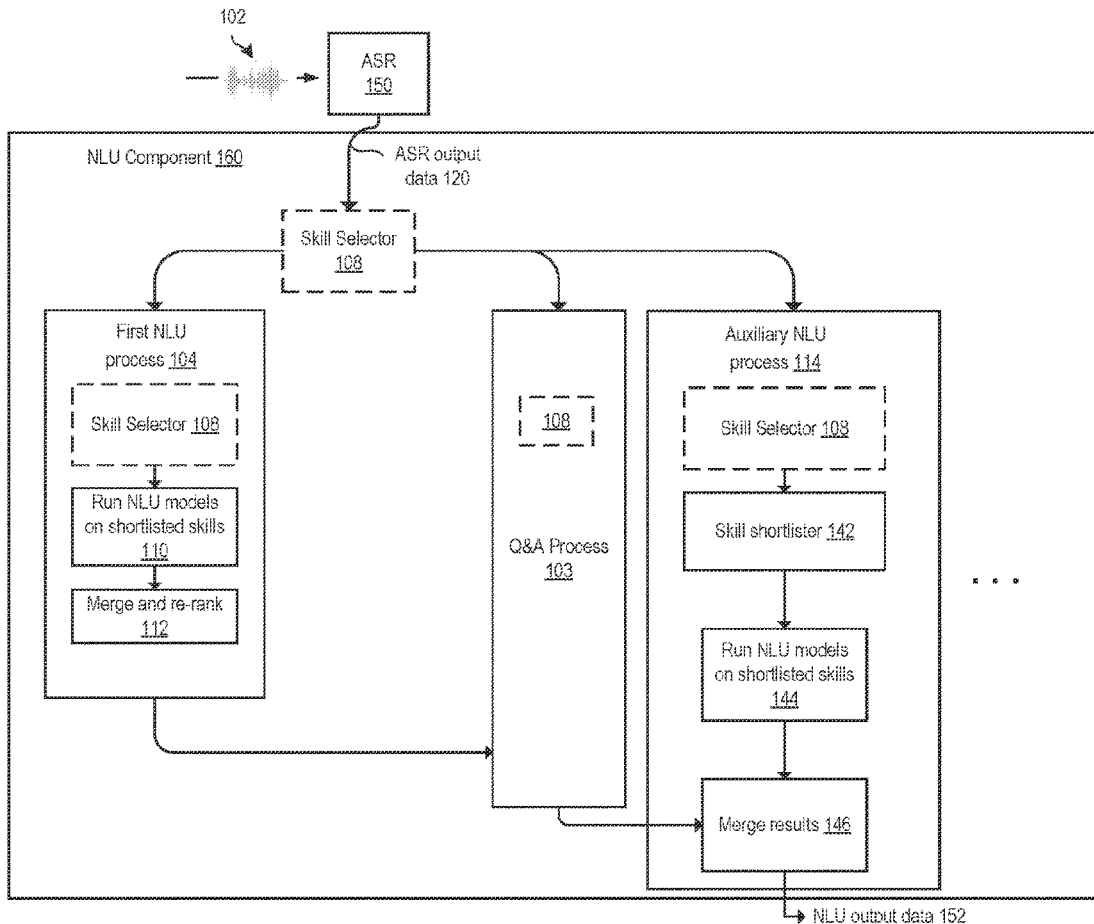 102
ASR
150
NLU Component 160
ASR output
data 120
Skill Selector
108
First NLU
process 104
Skill Selector 108
Run NLU models
on shortlisted skills
110
Merge and re-rank
112
108
Q&A Process
103
Auxiliary NLU
process 114
Skill Selector 108
Skill shortlister 142
Run NLU models
on shortlisted skills
144
Merge results 146
. . .
NLU output data 152